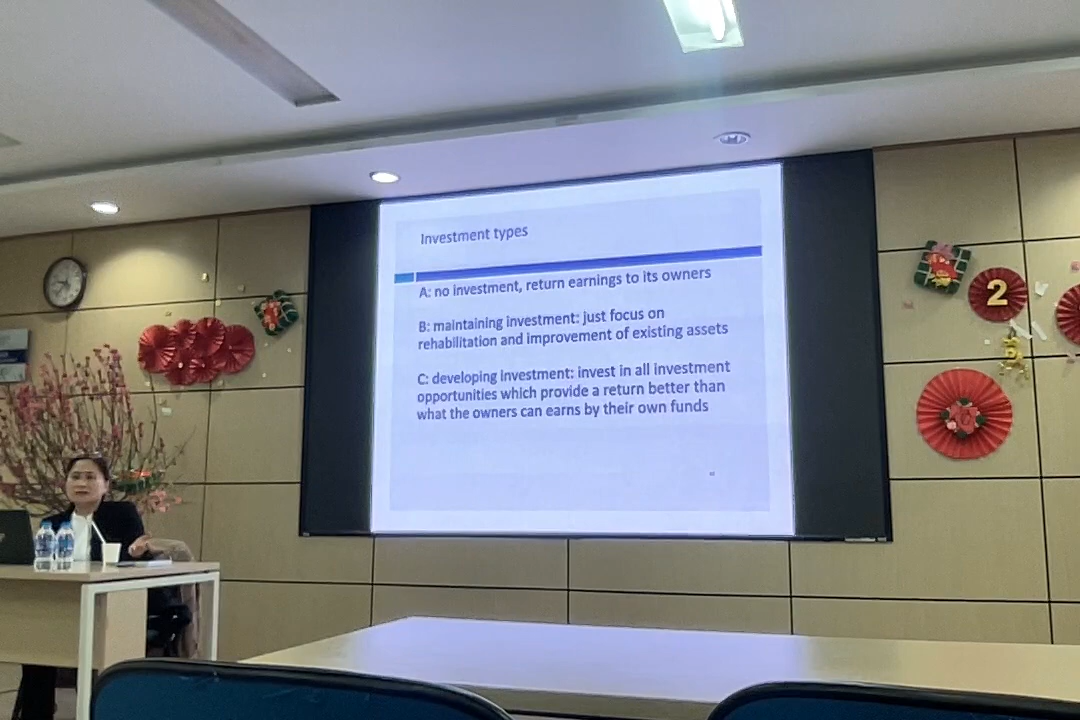 Investment types
A: no investment, return earnings to its owners
B: maintaining investment: just focus on
rehabilitation and improvement of existing assets
C: developing investment: invest in all investment
opportunities which provide a return better than
what the owners can earns by their own funds
2